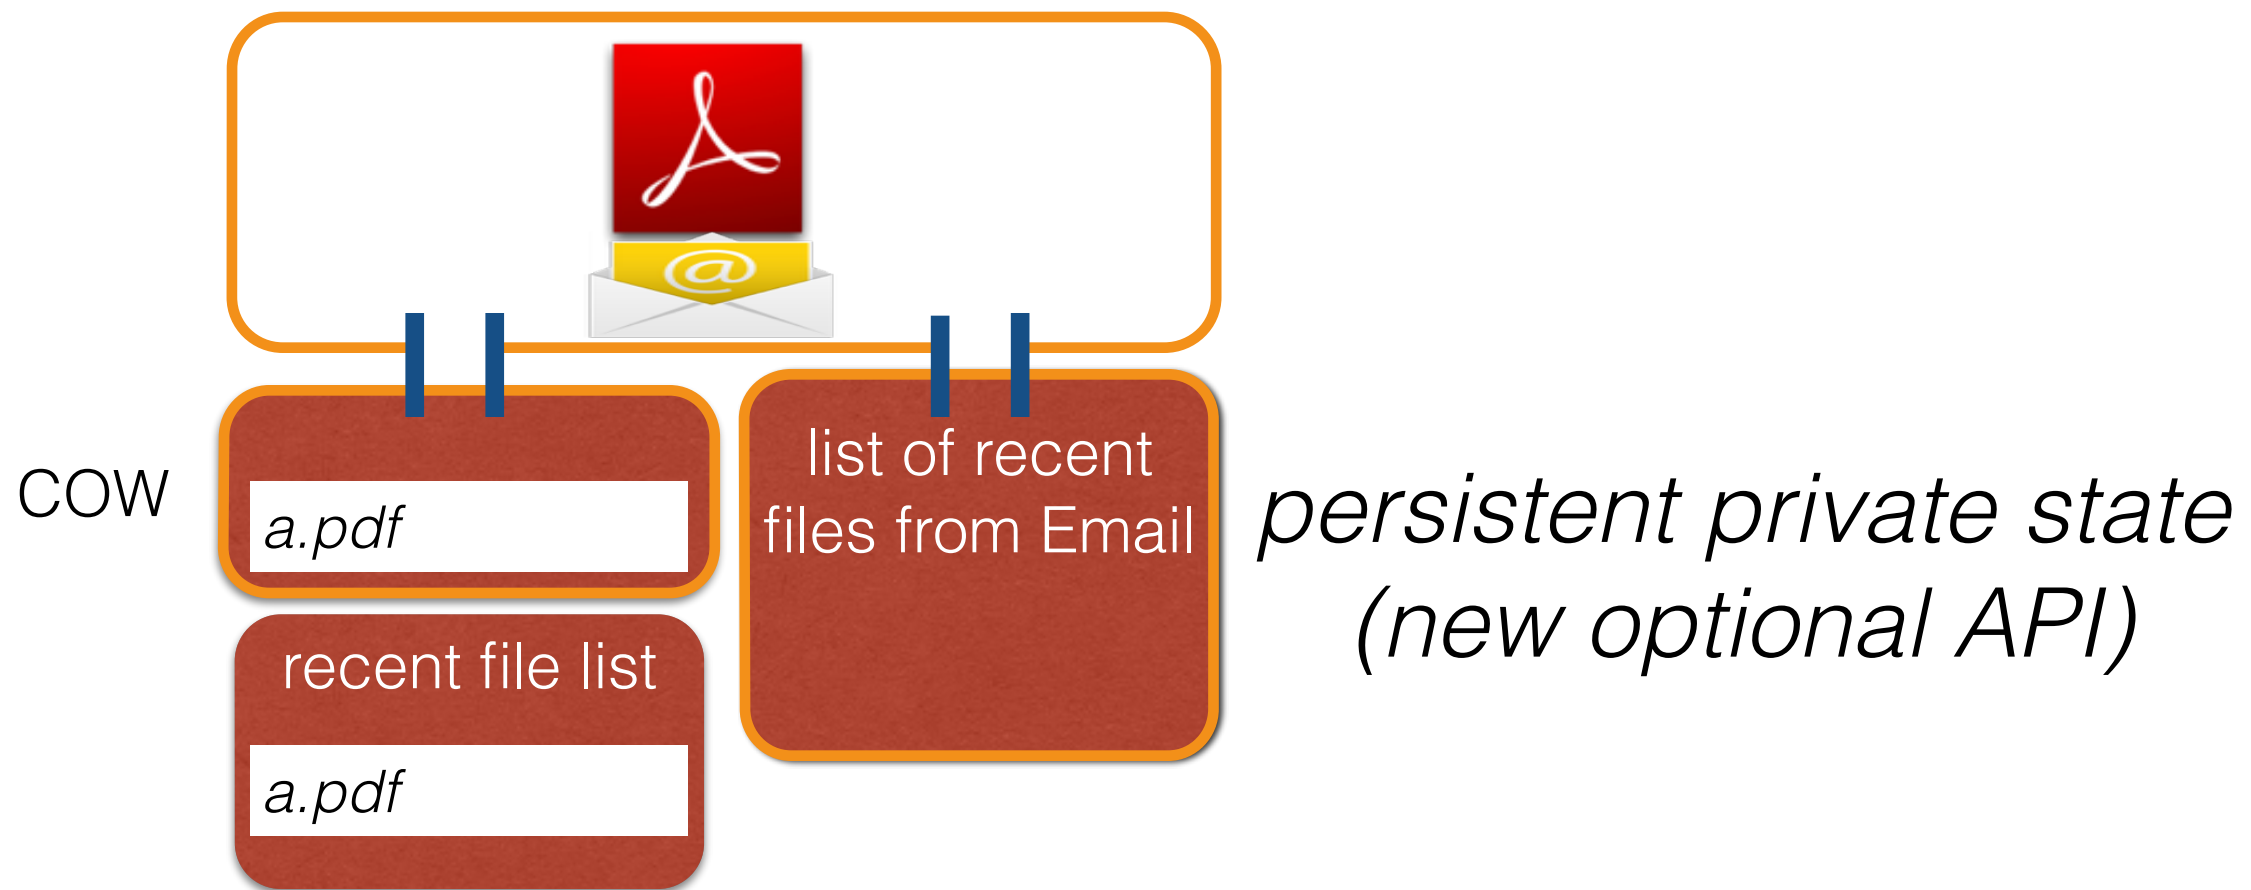 @
COW
a.pdf
recent file list
a.pdf
list of recent
files from Email
persistent private state
(new optional API)